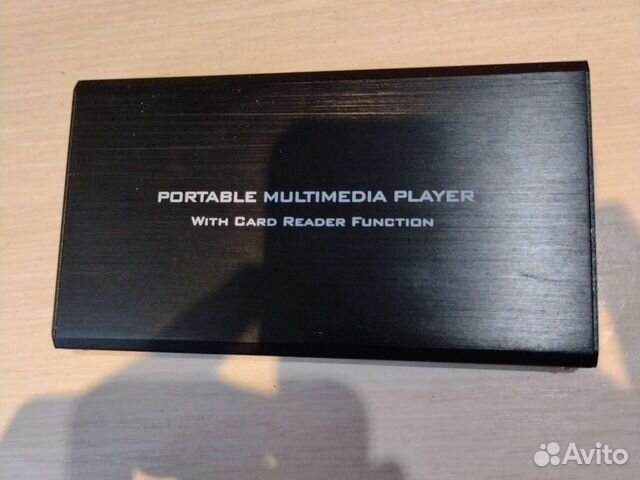 PORTABLE MULTIMEDIA PLAYER
WITH CARD READER FUNCTION
Avito